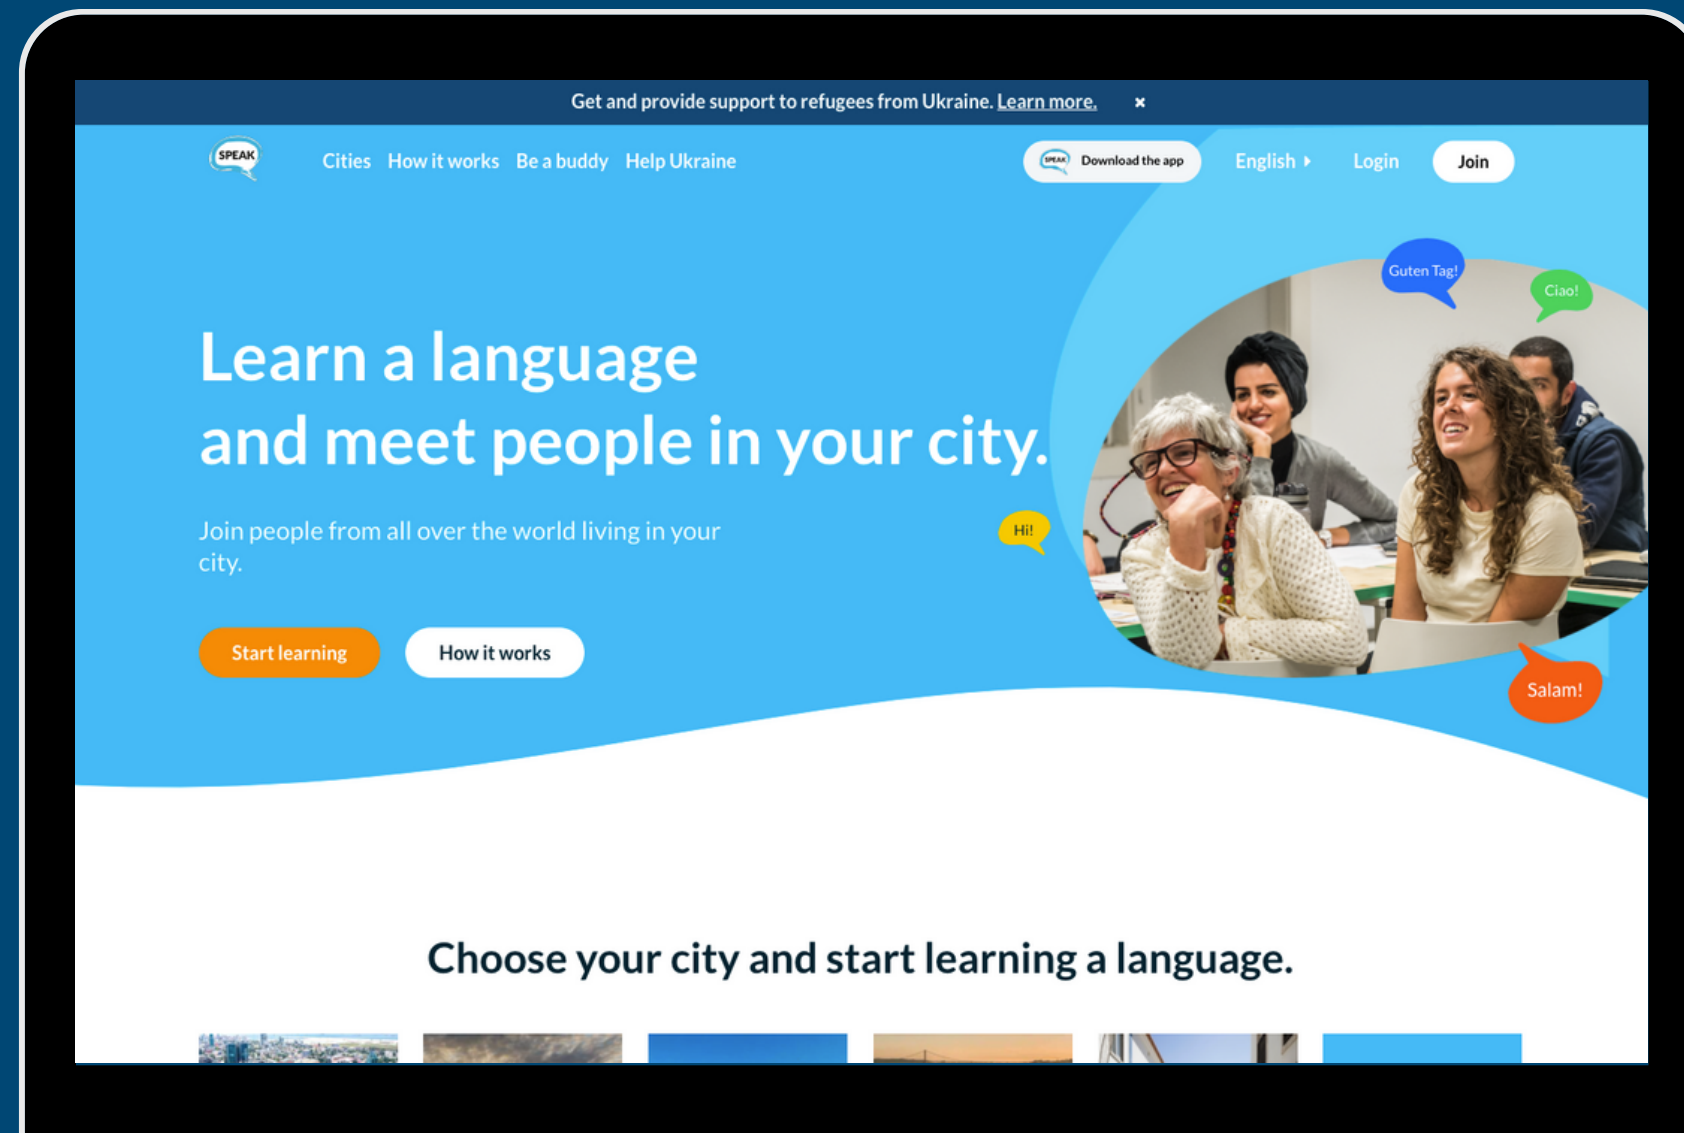 Get and provide support to refugees from Ukraine. Learn more. ×
SPEAK
Cities How it works Be a buddy Help Ukraine
SPEAK Download the app
English
Login
Join
Guten Tag!
Ciao!
Learn a language
and meet people in your city.
Hi!
Join people from all over the world living in your
city.
Start learning
How it works
Salam!
Choose your city and start learning a language.